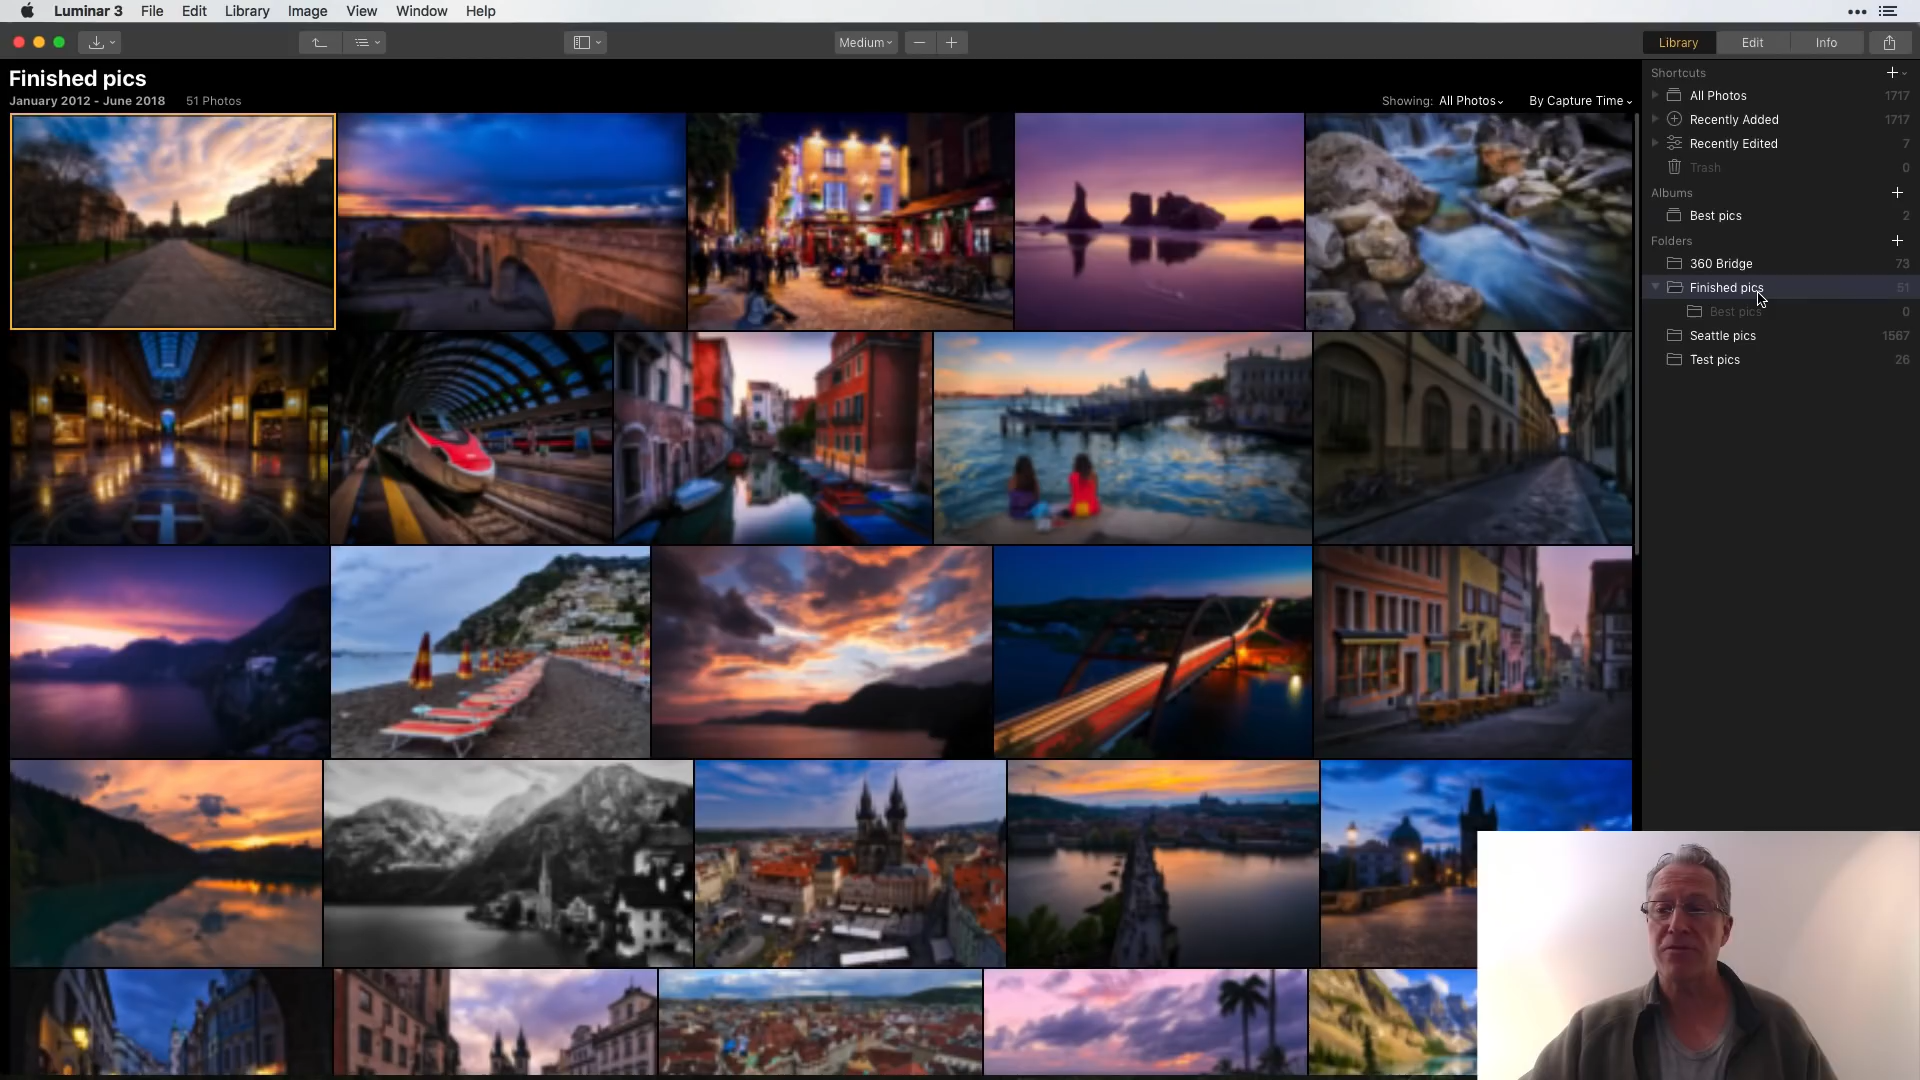 Luminar 3 File Edit Library Image View Window Help
Medium
Library Edit Info
Finished pics
January 2012 - June 2018 51 Photos
Showing: All Photos By Capture Time
Shortcuts
All Photos 1717
Recently Added 1717
Recently Edited 7
Trash 0
Albums
Best pics 2
Folders
360 Bridge 73
Finished pics 51
Best pics 0
Seattle pics 1567
Test pics 26